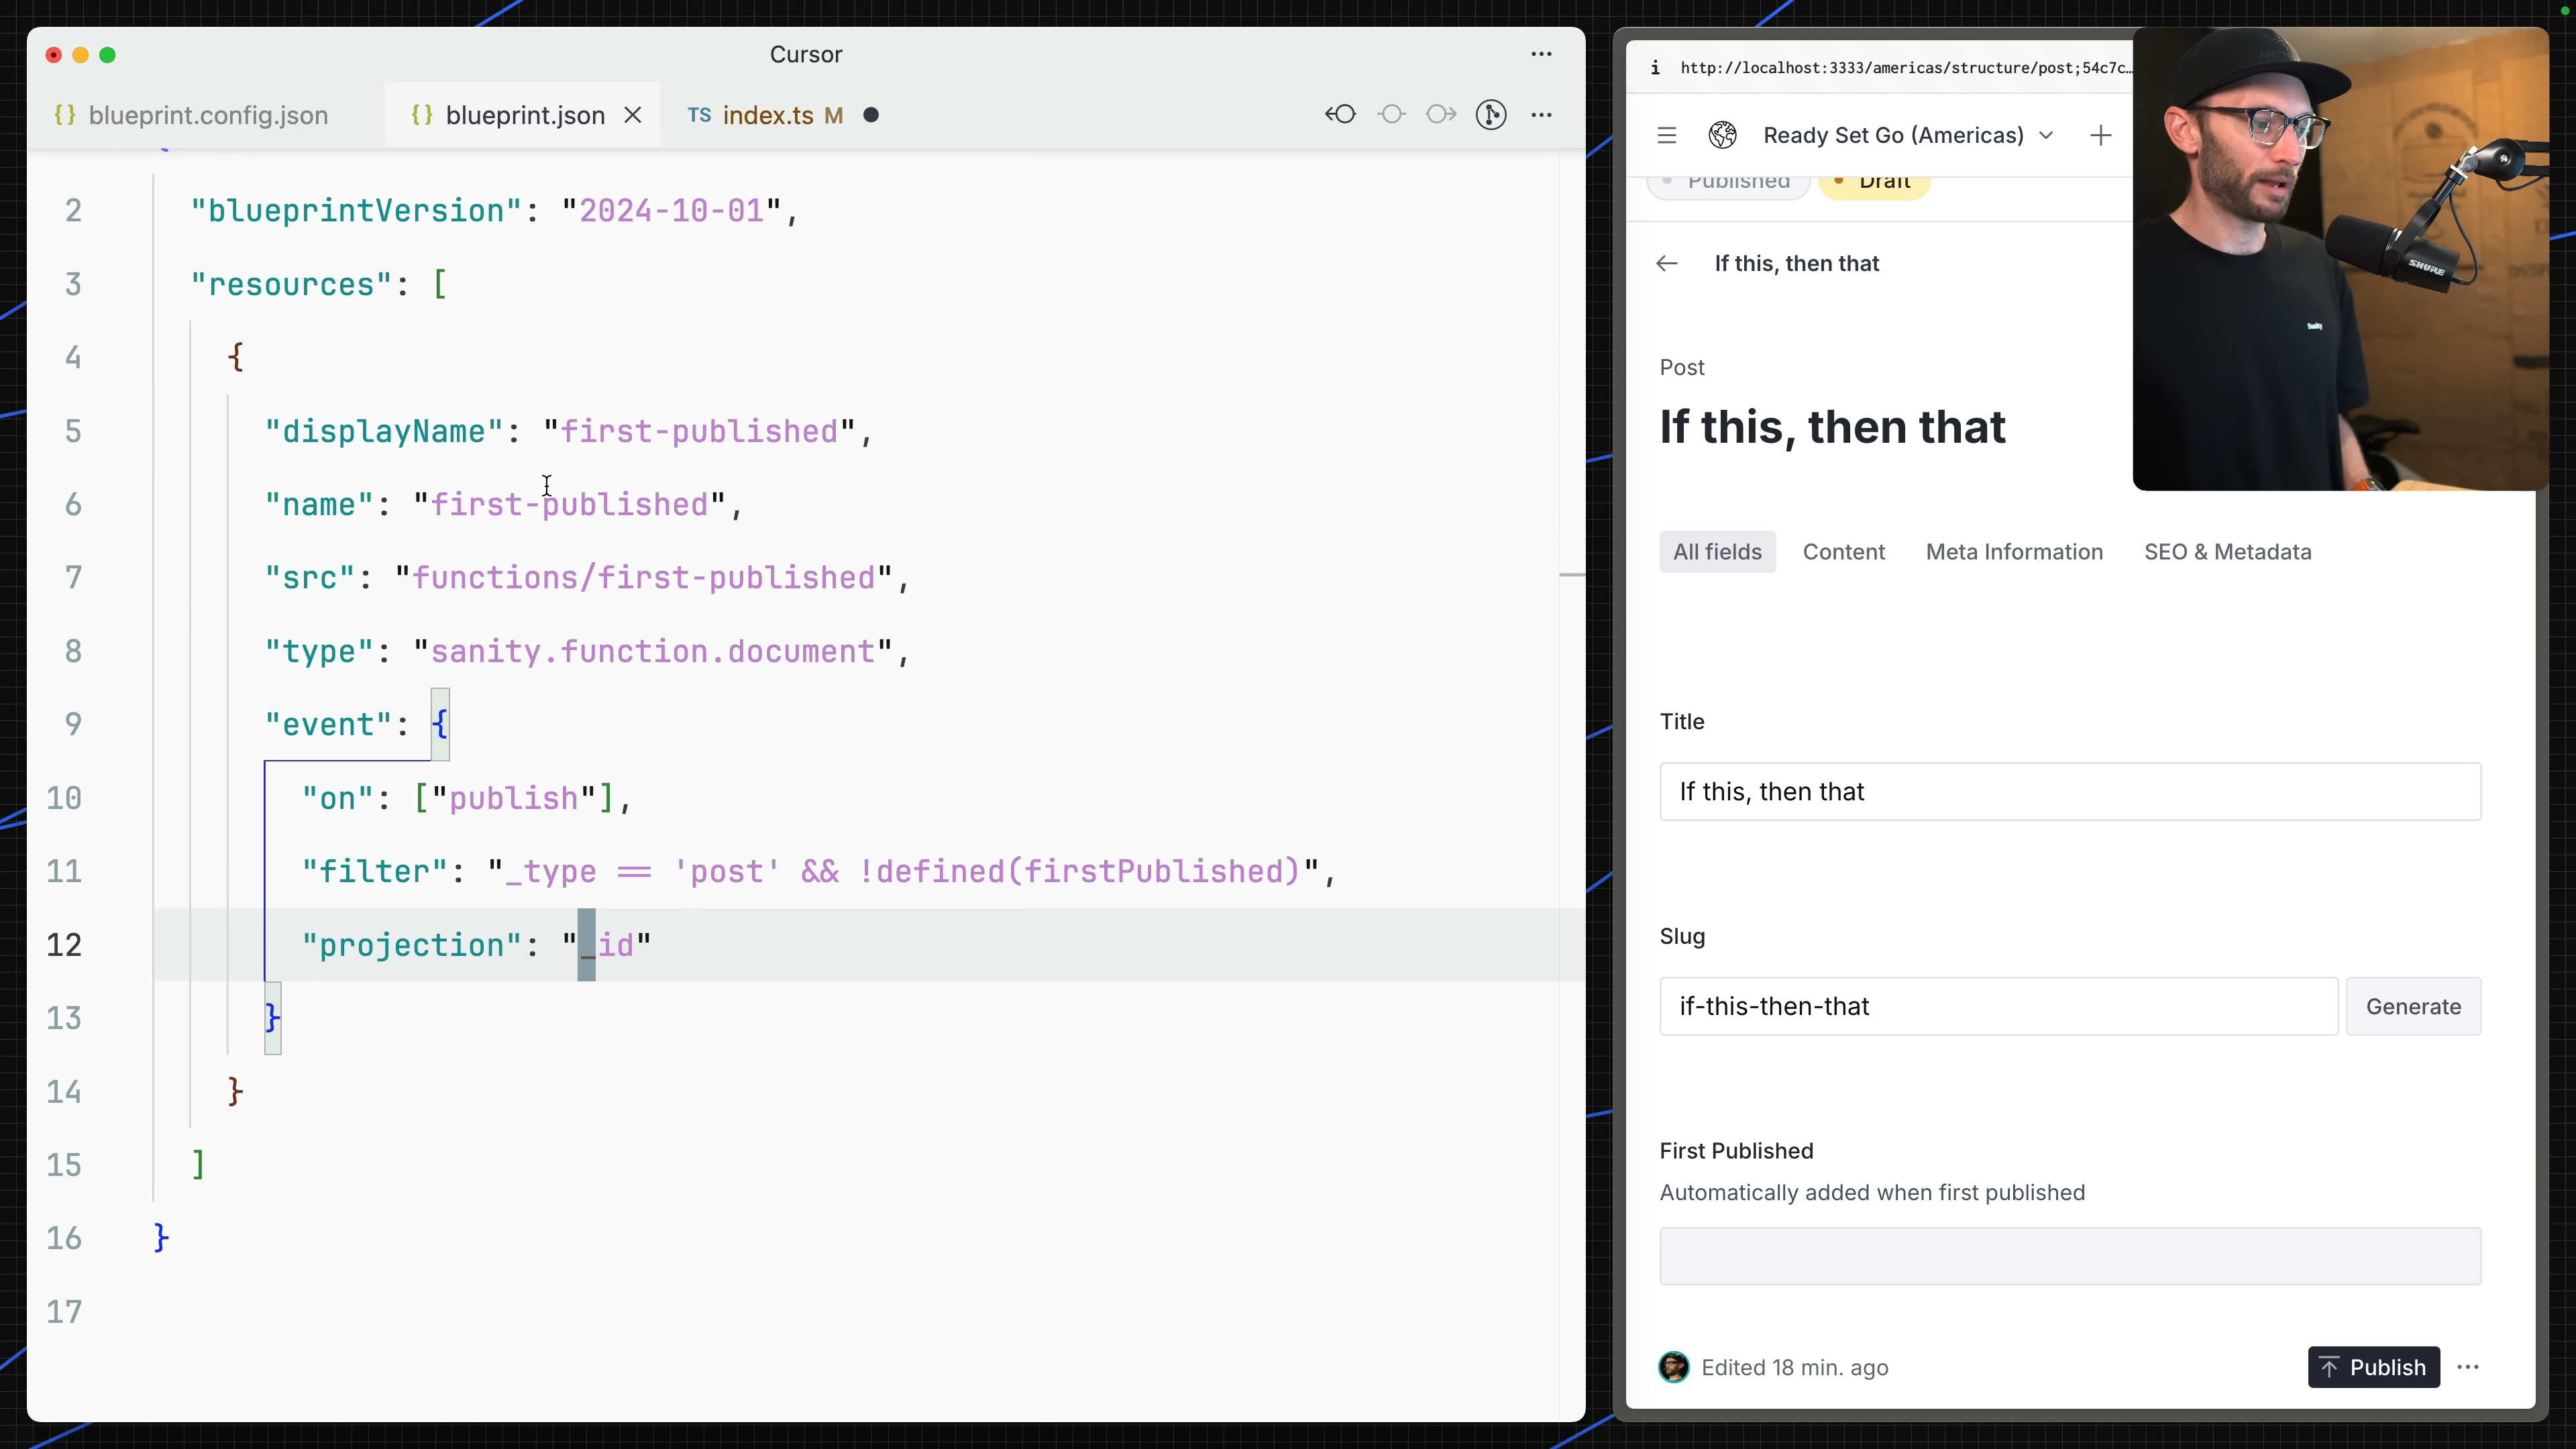 Cursor
blueprint.config.json
blueprint.json
TS index.ts M
2 "blueprintVersion": "2024-10-01",
3 "resources": [
4 {
5 "displayName": "first-published",
6 "name": "first-published",
7 "src": "functions/first-published",
8 "type": "sanity.function.document",
9 "event": {
10 "on": ["publish"],
11 "filter": "_type == 'post' && !defined(firstPublished)",
12 "projection": "_id"
13 }
14 }
15 ]
16 }
17
http://localhost:3333/americas/structure/post;54c7c…
Ready Set Go (Americas)
Published Draft
If this, then that
Post
If this, then that
All fields Content Meta Information SEO & Metadata
Title
If this, then that
Slug
if-this-then-that
Generate
First Published
Automatically added when first published
Edited 18 min. ago
Publish
SHURE
Sanity